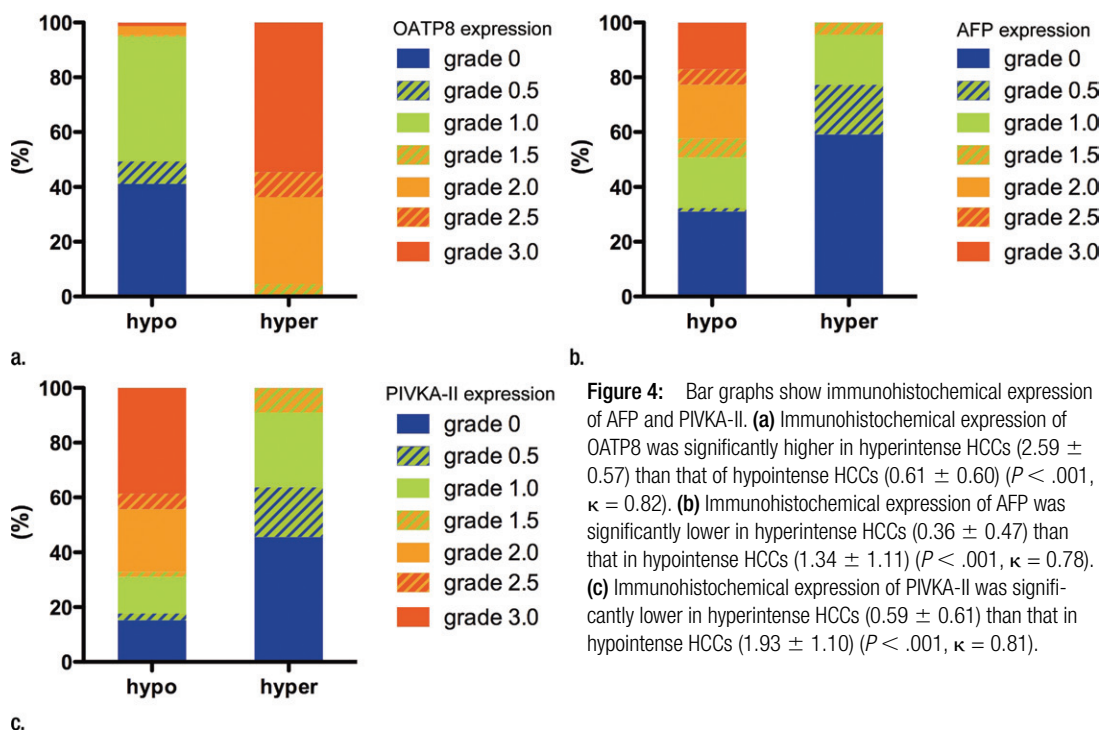 100
80
60
40
20
0
(%)
hypo
hyper
OATP8 expression
grade 0
grade 0.5
grade 1.0
grade 1.5
grade 2.0
grade 2.5
grade 3.0
a.
100
80
60
40
20
0
(%)
hypo
hyper
AFP expression
grade 0
grade 0.5
grade 1.0
grade 1.5
grade 2.0
grade 2.5
grade 3.0
b.
100
80
60
40
20
0
(%)
hypo
hyper
PIVKA-II expression
grade 0
grade 0.5
grade 1.0
grade 1.5
grade 2.0
grade 2.5
grade 3.0
c.
Figure 4: Bar graphs show immunohistochemical expression
of AFP and PIVKA-II. (a) Immunohistochemical expression of
OATP8 was significantly higher in hyperintense HCCs (2.59 ±
0.57) than that of hypointense HCCs (0.61 ± 0.60) (P < .001,
κ = 0.82). (b) Immunohistochemical expression of AFP was
significantly lower in hyperintense HCCs (0.36 ± 0.47) than
that in hypointense HCCs (1.34 ± 1.11) (P < .001, κ = 0.78).
(c) Immunohistochemical expression of PIVKA-II was signifi-
cantly lower in hyperintense HCCs (0.59 ± 0.61) than that in
hypointense HCCs (1.93 ± 1.10) (P < .001, κ = 0.81).